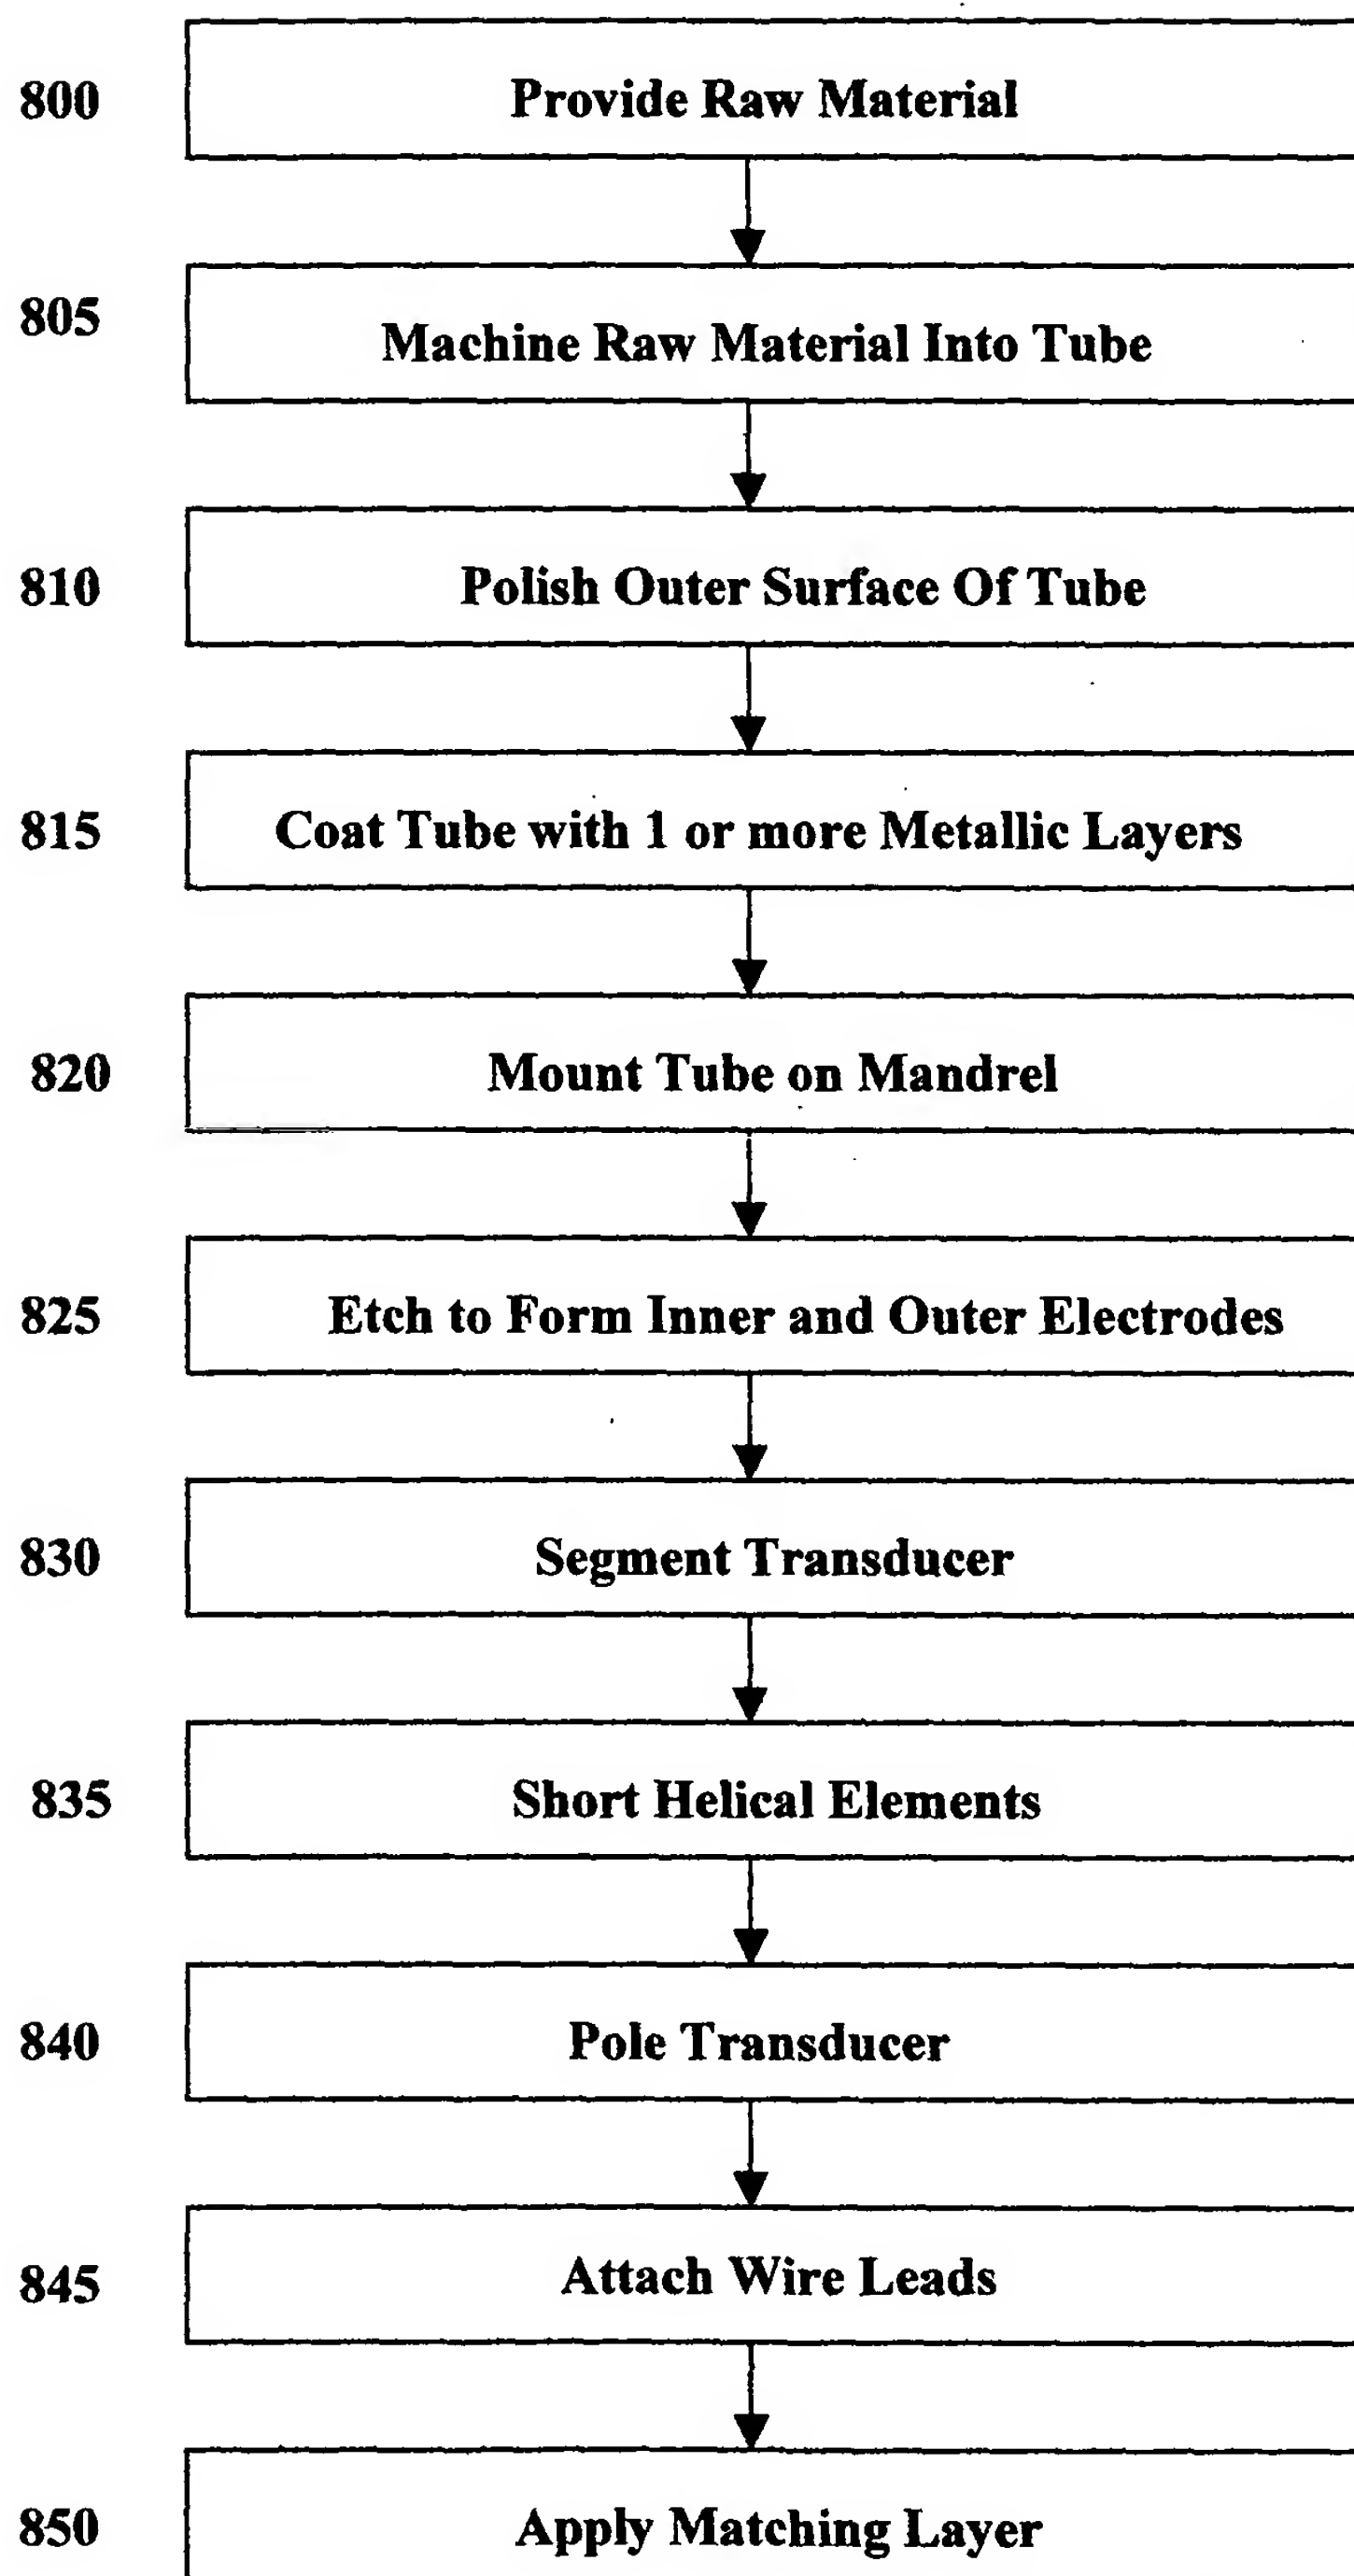 800 Provide Raw Material
805 Machine Raw Material Into Tube
810 Polish Outer Surface Of Tube
815 Coat Tube with 1 or more Metallic Layers
820 Mount Tube on Mandrel
825 Etch to Form Inner and Outer Electrodes
830 Segment Transducer
835 Short Helical Elements
840 Pole Transducer
845 Attach Wire Leads
850 Apply Matching Layer